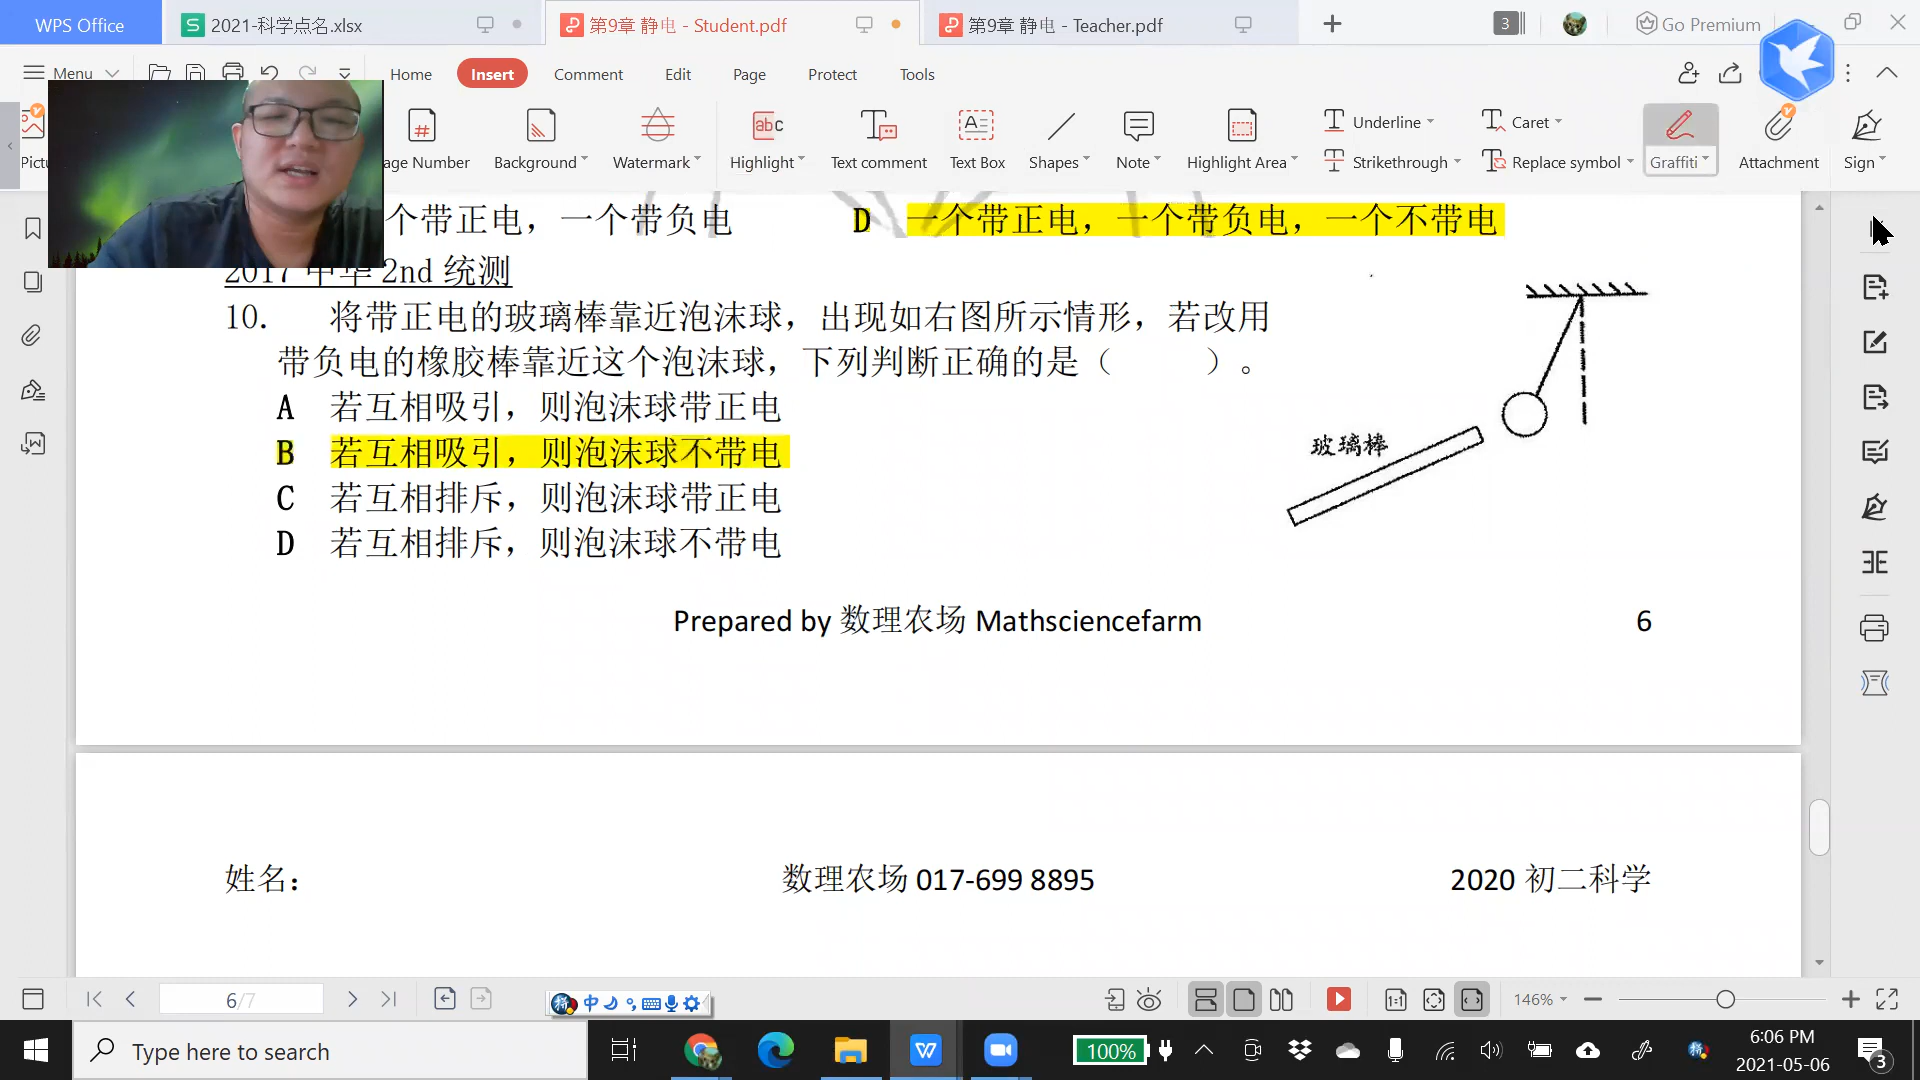 WPS Office
2021-科学点名.xlsx
第9章 静电 - Student.pdf
第9章 静电 - Teacher.pdf
3
Go Premium
Menu
Home
Insert
Comment
Edit
Page
Protect
Tools
Background
Watermark
Highlight
Text comment
Text Box
Shapes
Note
Highlight Area
Underline
Strikethrough
Caret
Replace symbol
Graffiti
Attachment
Sign
个带正电，一个带负电 D 一个带正电，一个带负电，一个不带电
2017 中华 2nd 统测
10. 将带正电的玻璃棒靠近泡沫球，出现如右图所示情形，若改用
带负电的橡胶棒靠近这个泡沫球，下列判断正确的是（ ）。
A 若互相吸引，则泡沫球带正电
B 若互相吸引，则泡沫球不带电
C 若互相排斥，则泡沫球带正电
D 若互相排斥，则泡沫球不带电
玻璃棒
Prepared by 数理农场 Mathsciencefarm 6
姓名： 数理农场 017-699 8895 2020 初二科学
6/7
中
146%
Type here to search
100%
6:06 PM
2021-05-06
3